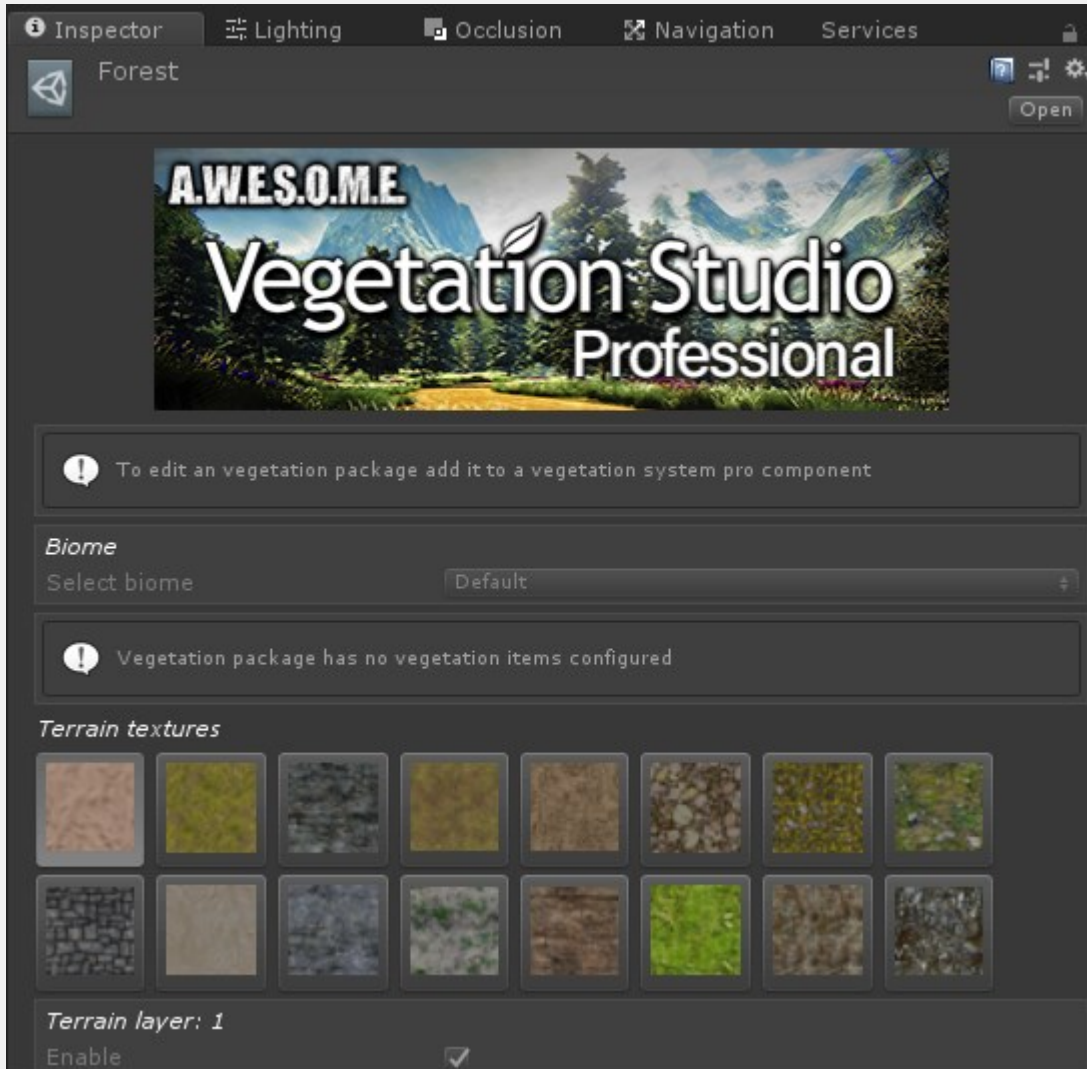 Inspector Lighting Occlusion Navigation Services
Forest
Open
A.W.E.S.O.M.E.
Vegetation Studio
Professional
To edit an vegetation package add it to a vegetation system pro component
Biome
Select biome Default
Vegetation package has no vegetation items configured
Terrain textures
Terrain layer: 1
Enable